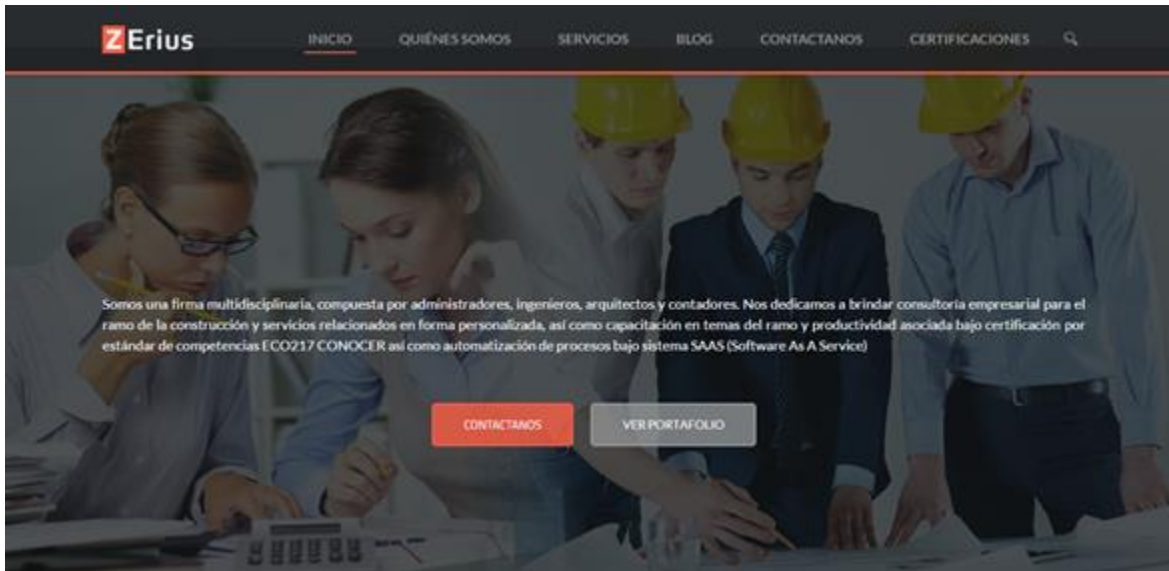 ZErius
INICIO QUIÉNES SOMOS SERVICIOS BLOG CONTACTANOS CERTIFICACIONES
Somos una firma multidisciplinaria, compuesta por administradores, ingenieros, arquitectos y contadores. Nos dedicamos a brindar consultoría empresarial para el
ramo de la construcción y servicios relacionados en forma personalizada, así como capacitación en temas del ramo y productividad asociada bajo certificación por
estándar de competencias ECO217 CONOCER asi como automatización de procesos bajo sistema SAAS (Software As A Service)
CONTACTANOS VER PORTAFOLIO